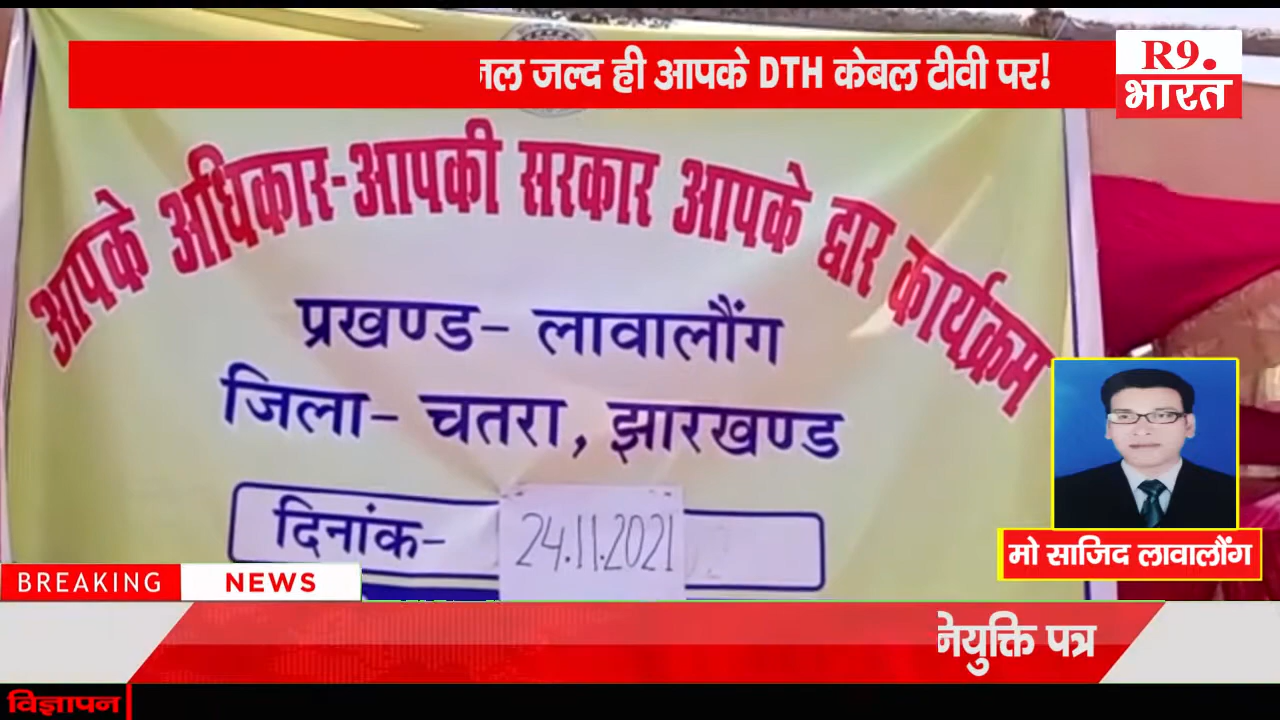 जल्द ही आपके DTH केबल टीवी पर!
R9.
भारत
आपके अधिकार-आपकी सरकार आपके द्वार कार्यक्रम
प्रखण्ड- लावालौंग
जिला- चतरा, झारखण्ड
दिनांक- 24.11.2021
मो साजिद लावालौंग
BREAKING NEWS
पत्र
विज्ञापन